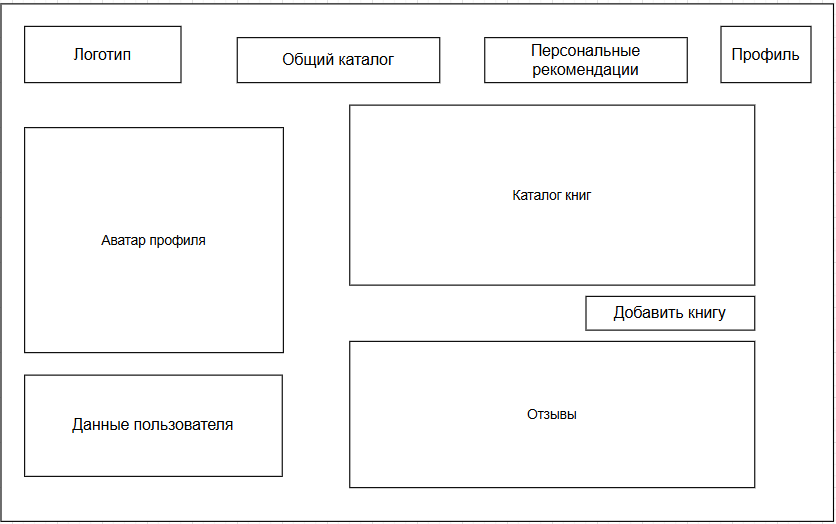 Логотип
Общий каталог
Персональные
рекомендации
Профиль
Аватар профиля
Каталог книг
Добавить книгу
Данные пользователя
Отзывы